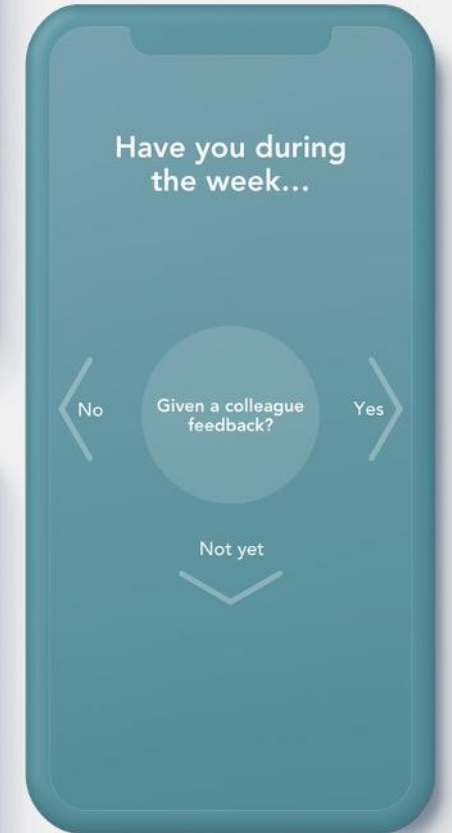 Have you during
the week...
No
Given a colleague
feedback?
Yes
Not yet